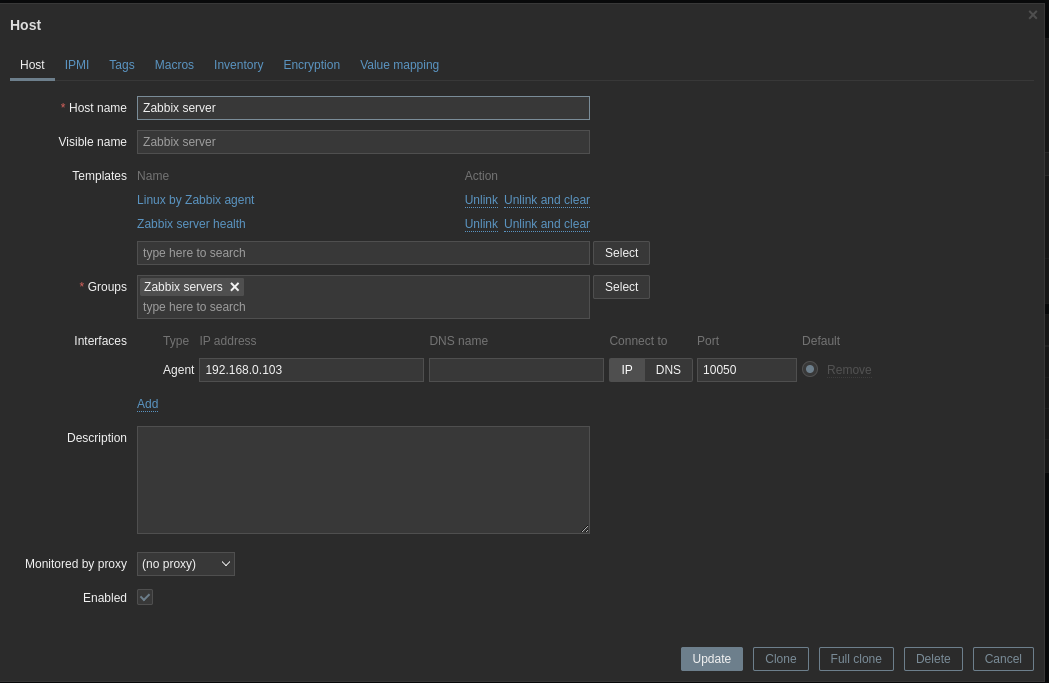 Host
Host IPMI Tags Macros Inventory Encryption Value mapping
* Host name Zabbix server
Visible name Zabbix server
Templates Name Action
Linux by Zabbix agent Unlink Unlink and clear
Zabbix server health Unlink Unlink and clear
type here to search Select
* Groups Zabbix servers Select
type here to search
Interfaces Type IP address DNS name Connect to Port Default
Agent 192.168.0.103 IP DNS 10050 Remove
Add
Description
Monitored by proxy (no proxy)
Enabled
Update Clone Full clone Delete Cancel